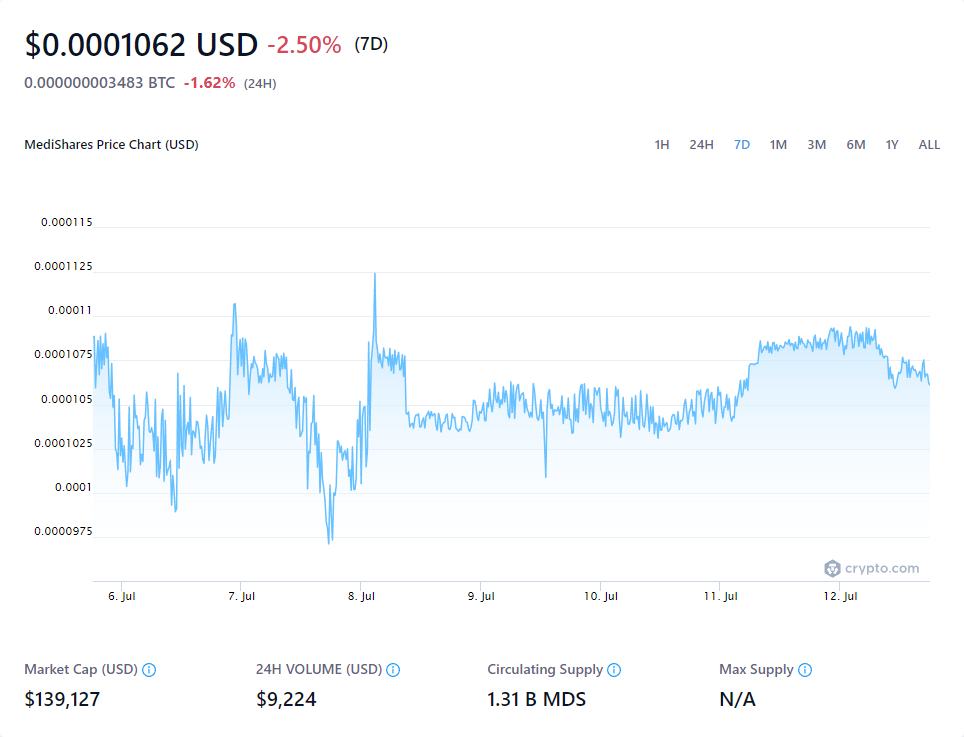 $0.0001062 USD -2.50% (7D)
0.000000003483 BTC -1.62% (24H)
MediShares Price Chart (USD) 1H 24H 7D 1M 3M 6M 1Y ALL
0.000115
0.0001125
0.00011
0.0001075
0.000105
0.0001025
0.0001
0.0000975
crypto.com
6. Jul 7. Jul 8. Jul 9. Jul 10. Jul 11. Jul 12. Jul
Market Cap (USD) 24H VOLUME (USD) Circulating Supply Max Supply
$139,127 $9,224 1.31 B MDS N/A